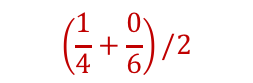 (1/4 + 0/6) /2